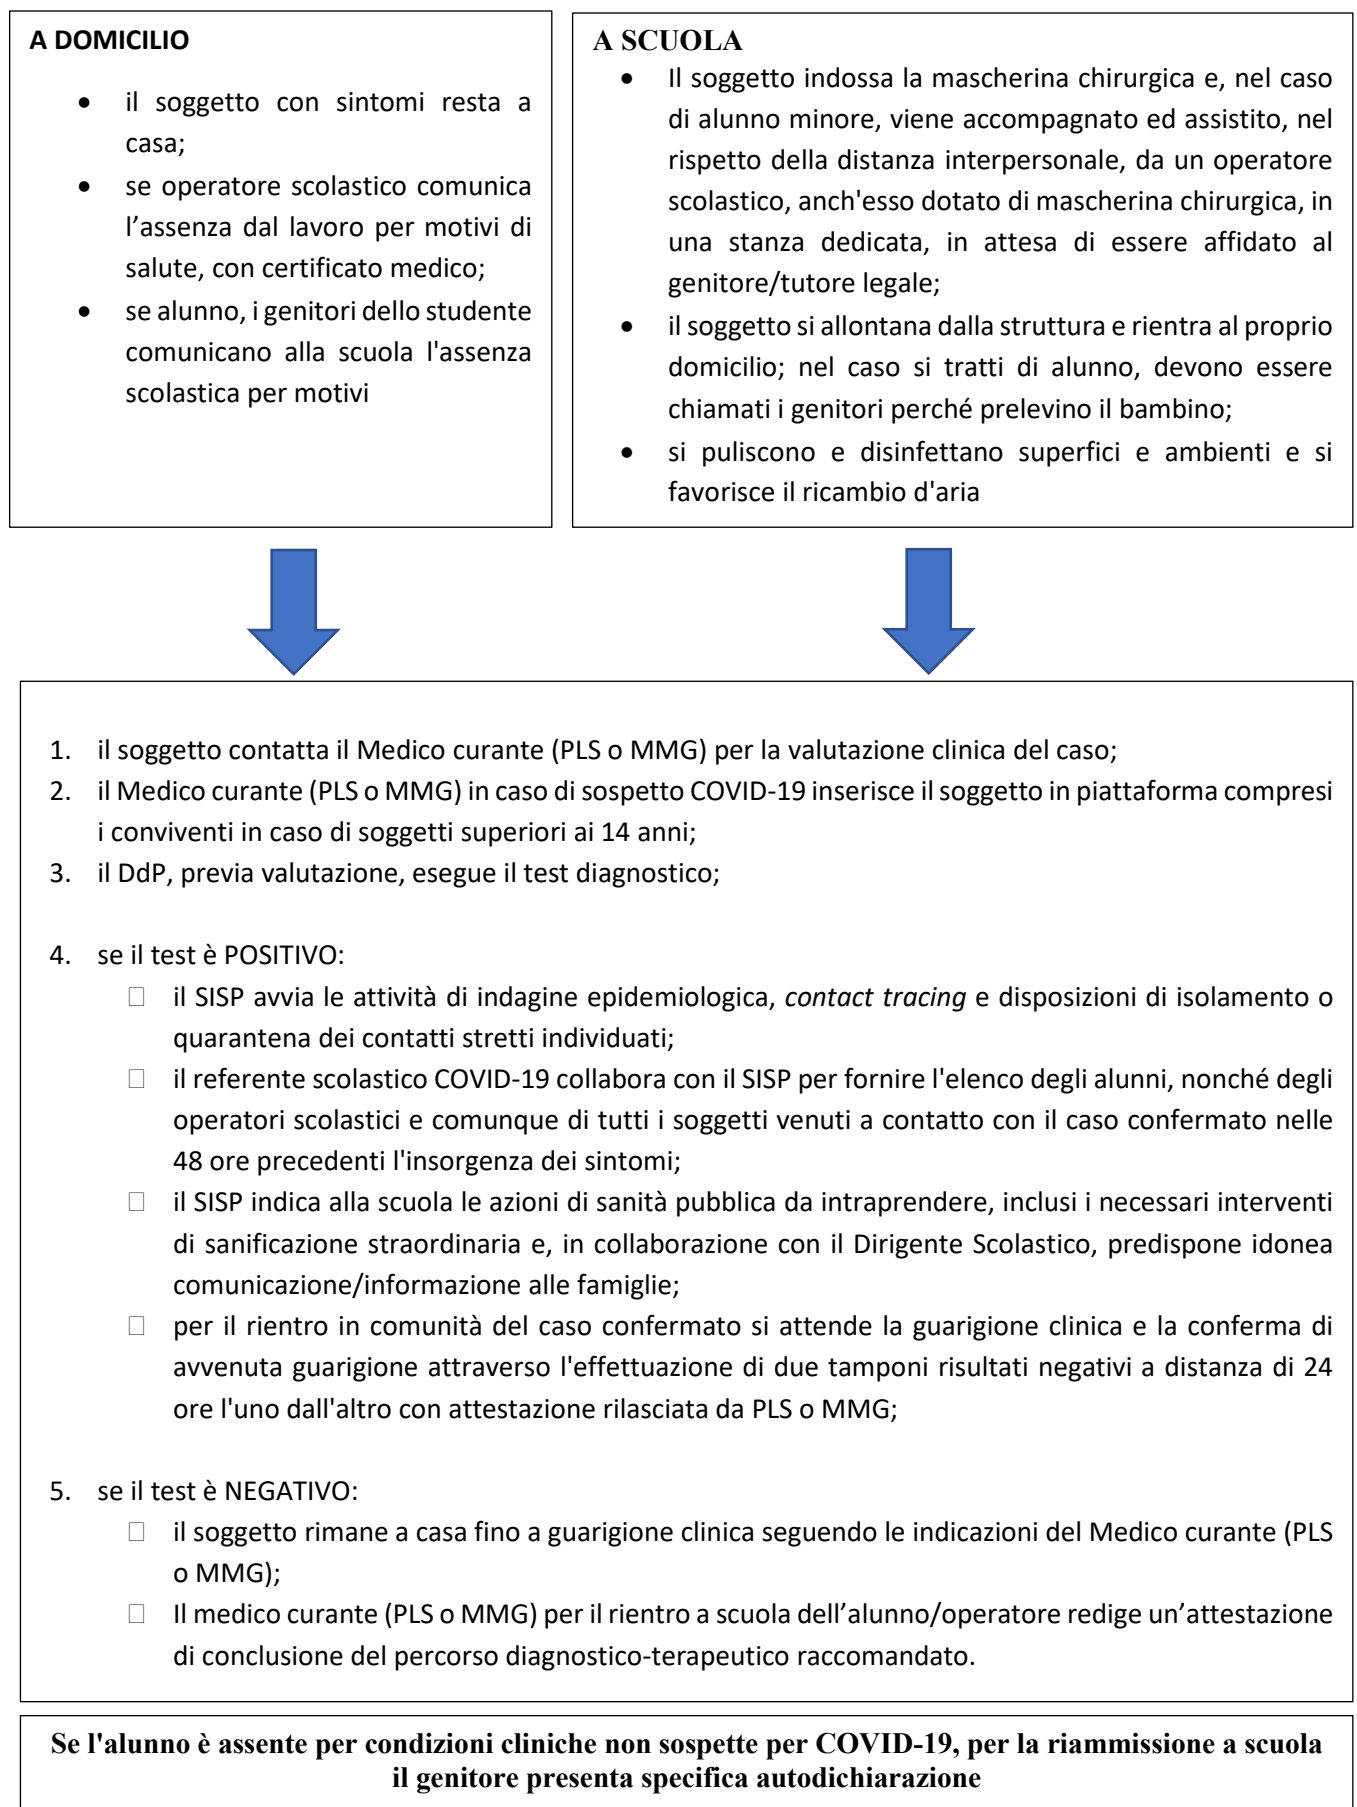 A DOMICILIO
• il soggetto con sintomi resta a
casa;
• se operatore scolastico comunica
l’assenza dal lavoro per motivi di
salute, con certificato medico;
• se alunno, i genitori dello studente
comunicano alla scuola l'assenza
scolastica per motivi
A SCUOLA
• Il soggetto indossa la mascherina chirurgica e, nel caso
di alunno minore, viene accompagnato ed assistito, nel
rispetto della distanza interpersonale, da un operatore
scolastico, anch'esso dotato di mascherina chirurgica, in
una stanza dedicata, in attesa di essere affidato al
genitore/tutore legale;
• il soggetto si allontana dalla struttura e rientra al proprio
domicilio; nel caso si tratti di alunno, devono essere
chiamati i genitori perché prelevino il bambino;
• si puliscono e disinfettano superfici e ambienti e si
favorisce il ricambio d'aria
1. il soggetto contatta il Medico curante (PLS o MMG) per la valutazione clinica del caso;
2. il Medico curante (PLS o MMG) in caso di sospetto COVID-19 inserisce il soggetto in piattaforma compresi
i conviventi in caso di soggetti superiori ai 14 anni;
3. il DdP, previa valutazione, esegue il test diagnostico;
4. se il test è POSITIVO:
□ il SISP avvia le attività di indagine epidemiologica, contact tracing e disposizioni di isolamento o
quarantena dei contatti stretti individuati;
□ il referente scolastico COVID-19 collabora con il SISP per fornire l'elenco degli alunni, nonché degli
operatori scolastici e comunque di tutti i soggetti venuti a contatto con il caso confermato nelle
48 ore precedenti l'insorgenza dei sintomi;
□ il SISP indica alla scuola le azioni di sanità pubblica da intraprendere, inclusi i necessari interventi
di sanificazione straordinaria e, in collaborazione con il Dirigente Scolastico, predispone idonea
comunicazione/informazione alle famiglie;
□ per il rientro in comunità del caso confermato si attende la guarigione clinica e la conferma di
avvenuta guarigione attraverso l'effettuazione di due tamponi risultati negativi a distanza di 24
ore l'uno dall'altro con attestazione rilasciata da PLS o MMG;
5. se il test è NEGATIVO:
□ il soggetto rimane a casa fino a guarigione clinica seguendo le indicazioni del Medico curante (PLS
o MMG);
□ Il medico curante (PLS o MMG) per il rientro a scuola dell’alunno/operatore redige un’attestazione
di conclusione del percorso diagnostico-terapeutico raccomandato.
Se l'alunno è assente per condizioni cliniche non sospette per COVID-19, per la riammissione a scuola
il genitore presenta specifica autodichiarazione